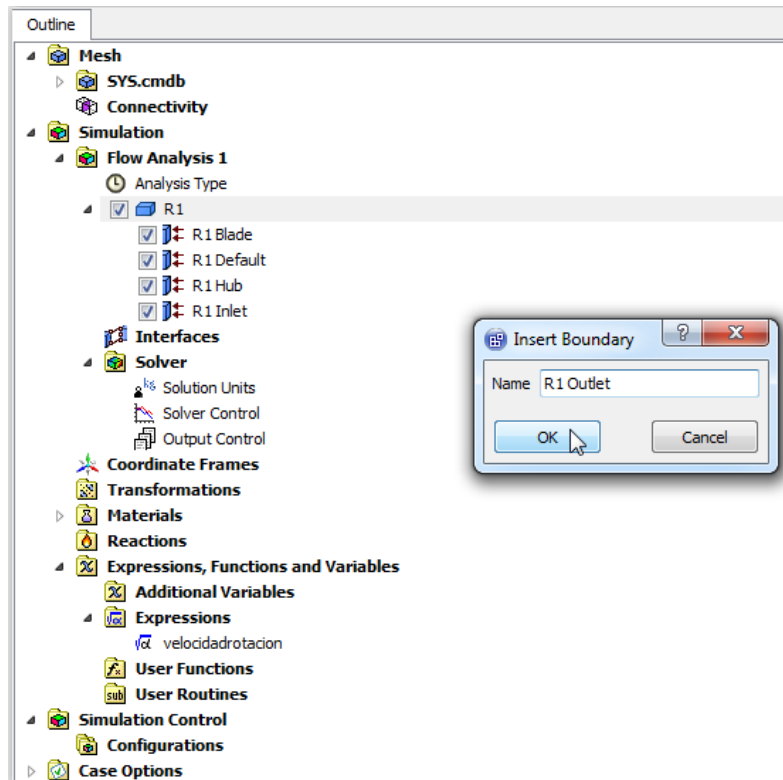 Outline
Mesh
SYS.cmdb
Connectivity
Simulation
Flow Analysis 1
Analysis Type
R1
R1 Blade
R1 Default
R1 Hub
R1 Inlet
Interfaces
Solver
Solution Units
Solver Control
Output Control
Coordinate Frames
Transformations
Materials
Reactions
Expressions, Functions and Variables
Additional Variables
Expressions
velocidadrotacion
User Functions
User Routines
Simulation Control
Configurations
Case Options
Insert Boundary
?
Name R1 Outlet
OK Cancel